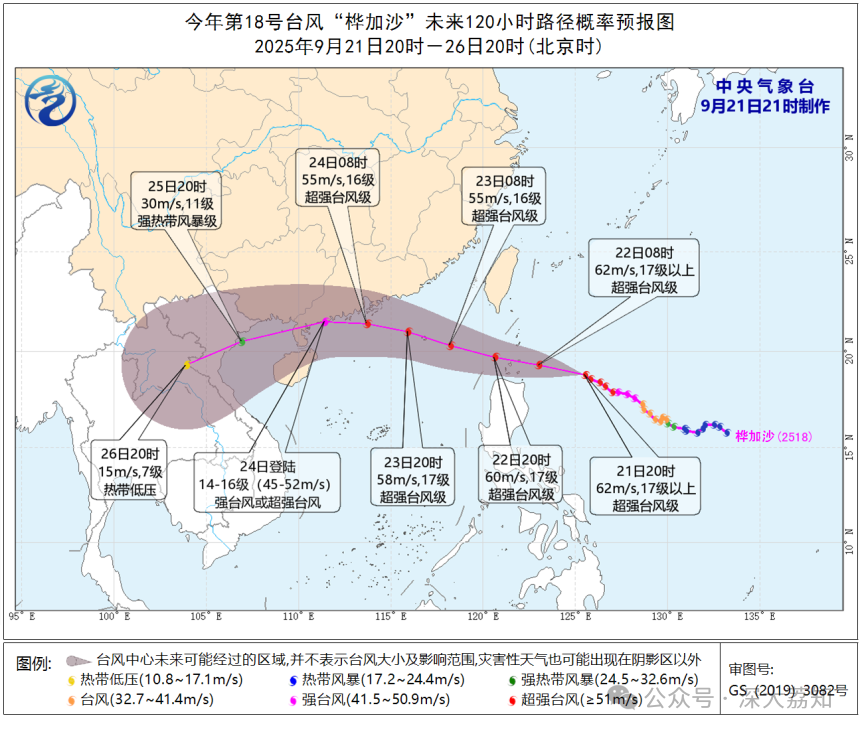 今年第18号台风“桦加沙”未来120小时路径概率预报图
2025年9月21日20时－26日20时(北京时)
中央气象台
9月21日21时制作
24日08时
55m/s,16级
超强台风级
25日20时
30m/s,11级
强热带风暴级
23日08时
55m/s,16级
超强台风级
22日08时
62m/s,17级以上
超强台风级
桦加沙(2518)
26日20时
15m/s,7级
热带低压
24日登陆
14-16级（45-52m/s）
强台风或超强台风
23日20时
58m/s,17级
超强台风级
22日20时
60m/s,17级
超强台风级
21日20时
62m/s,17级以上
超强台风级
30°N
25°N
20°N
15°N
10°N
95°E
100°E
105°E
110°E
115°E
120°E
125°E
130°E
135°E
图例:
台风中心未来可能经过的区域,并不表示台风大小及影响范围,灾害性天气也可能出现在阴影区以外
热带低压(10.8~17.1m/s)
热带风暴(17.2~24.4m/s)
强热带风暴(24.5~32.6m/s)
台风(32.7~41.4m/s)
强台风(41.5~50.9m/s)
超强台风(≥51m/s)
审图号:
GS (2019) 3082号
公众号·深大荔知